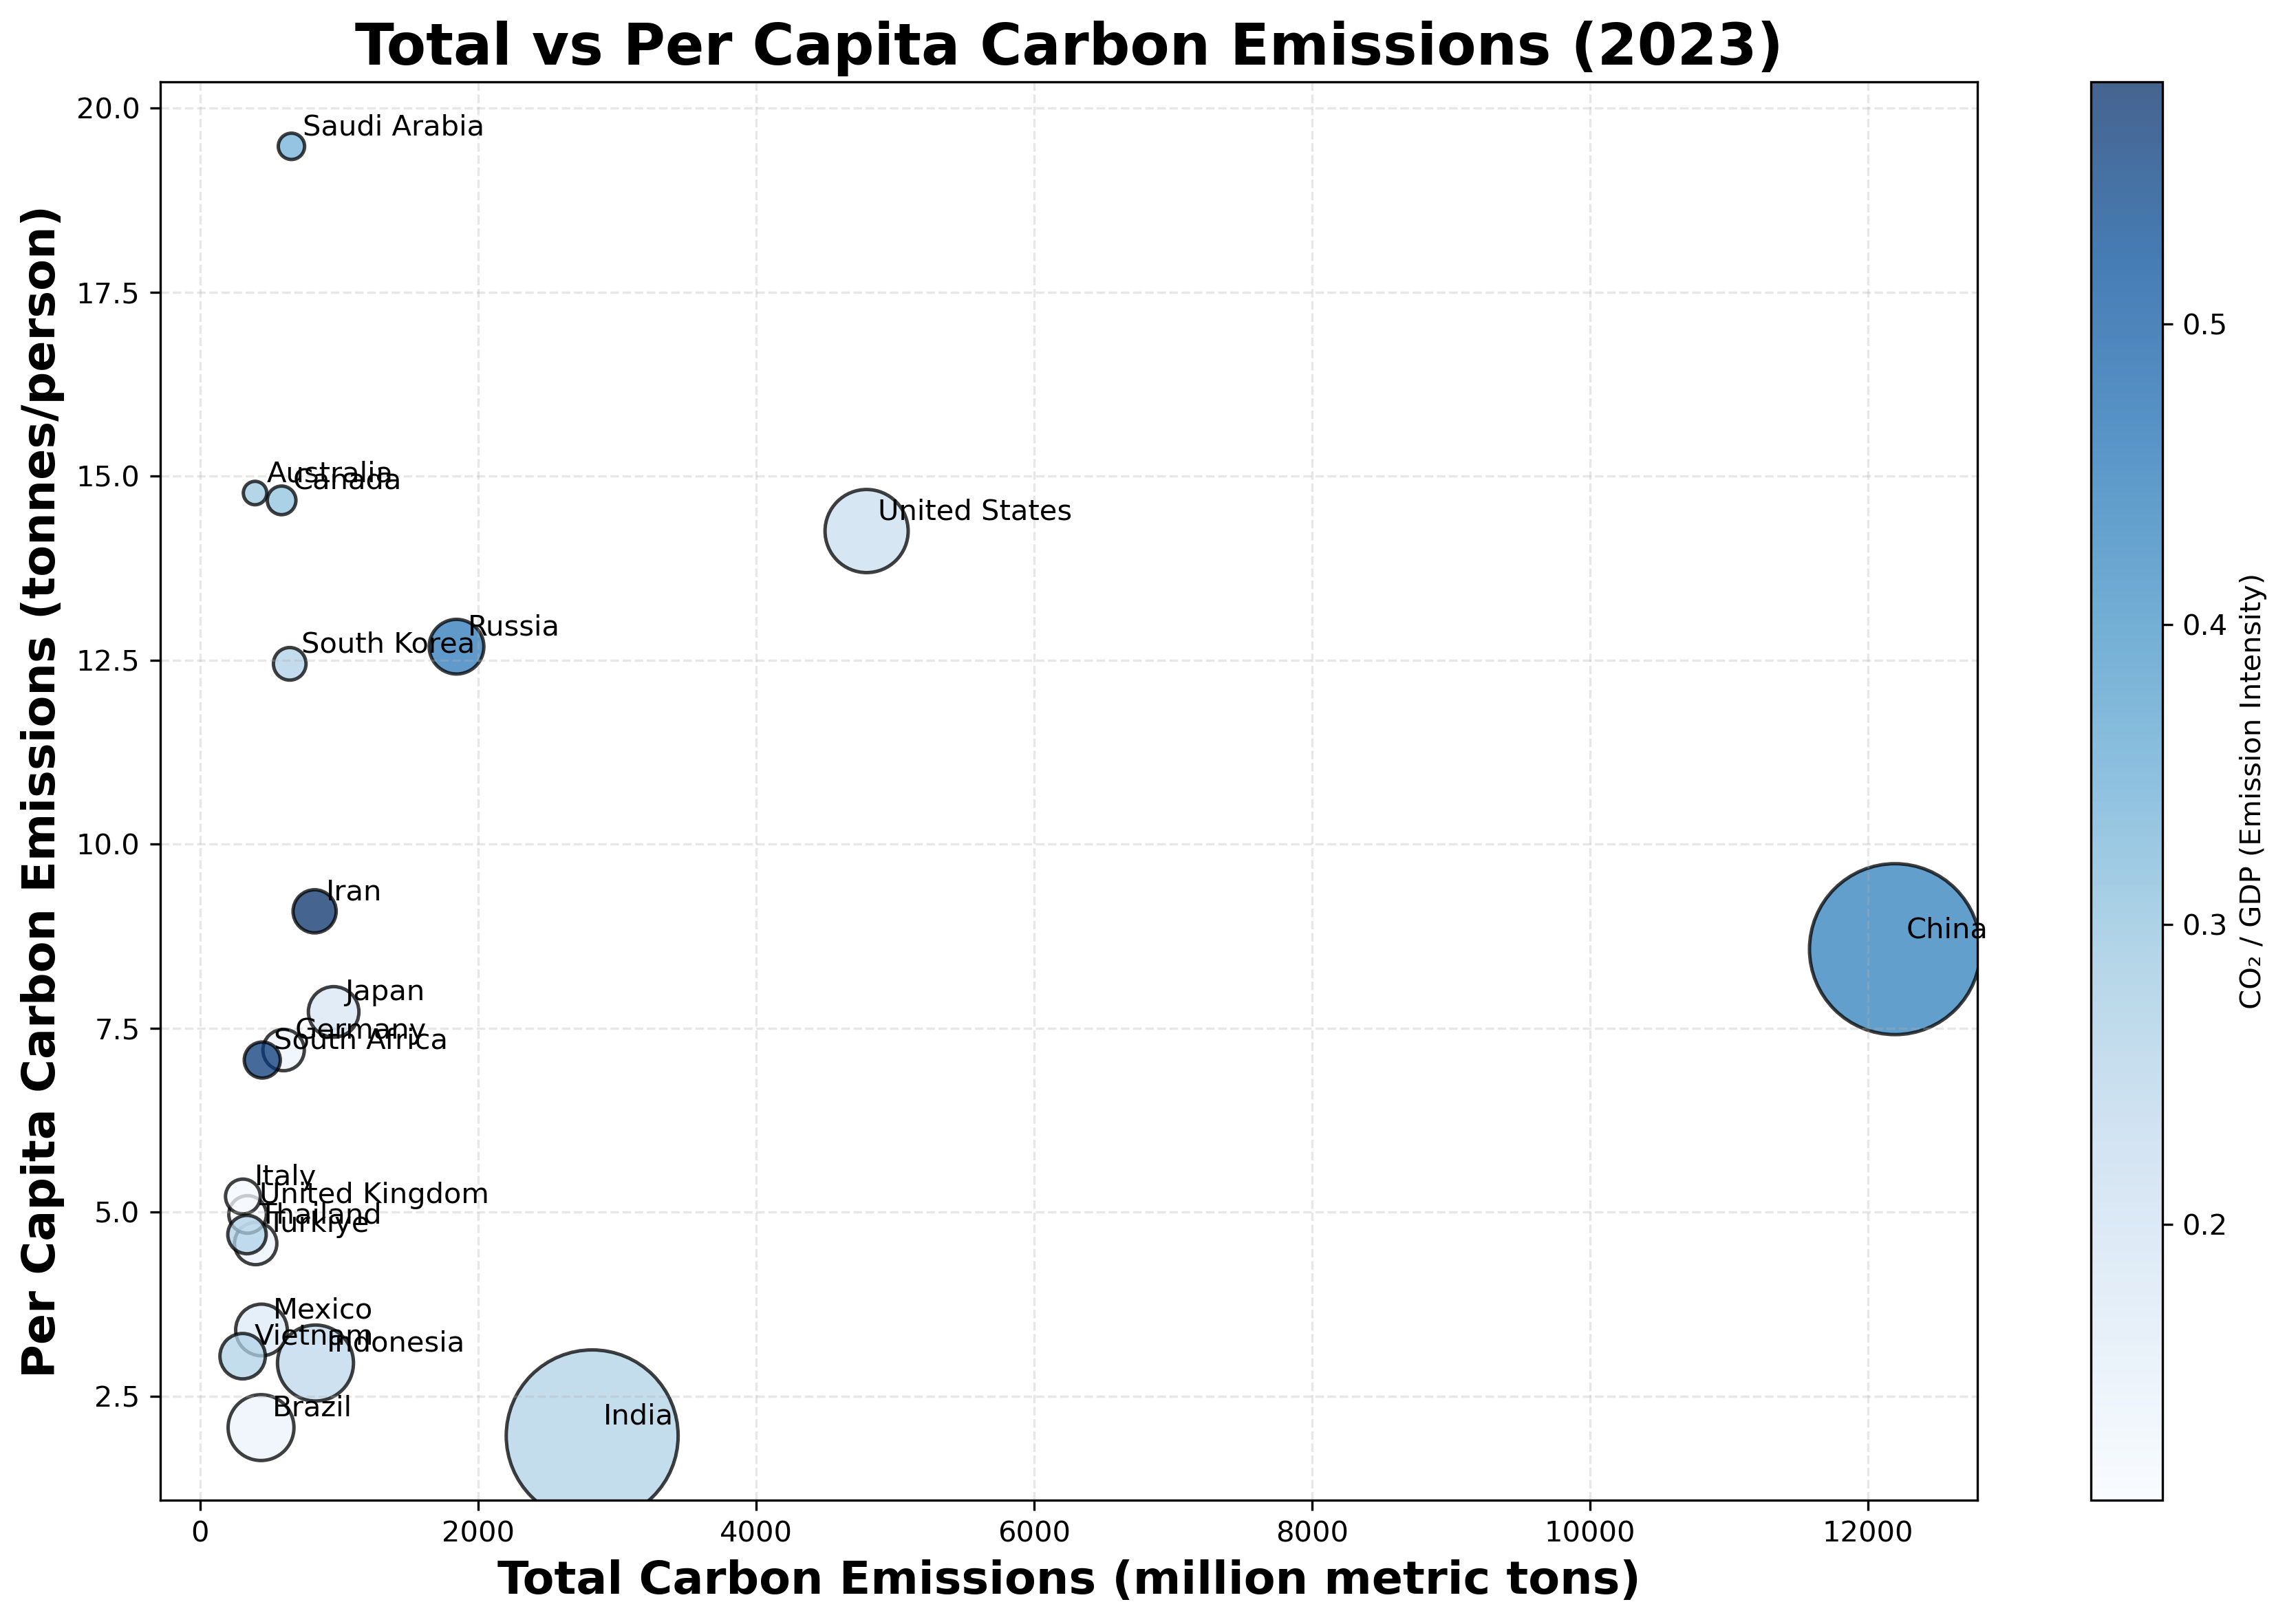 Total vs Per Capita Carbon Emissions (2023)
Per Capita Carbon Emissions (tonnes/person)
20.0
17.5
15.0
12.5
10.0
7.5
5.0
2.5
Saudi Arabia
Australia
Canada
United States
Russia
South Korea
Iran
China
Japan
Germany
South Africa
Italy
United Kingdom
Thailand
Türkiye
Mexico
Vietnam
Indonesia
Brazil
India
0
2000
4000
6000
8000
10000
12000
Total Carbon Emissions (million metric tons)
0.5
0.4
0.3
0.2
CO₂ / GDP (Emission Intensity)